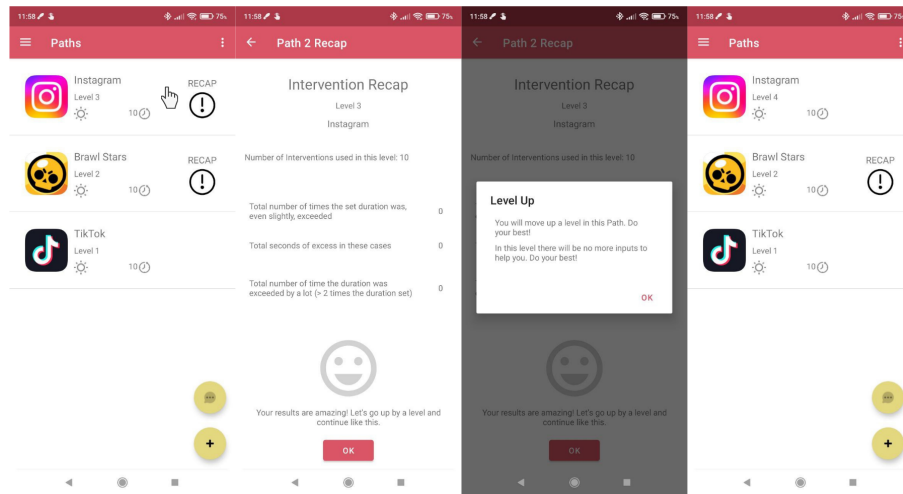 11:58
75%
Paths
Instagram
Level 3
10
RECAP
Brawl Stars
Level 2
10
RECAP
TikTok
Level 1
10
+
11:58
75%
Path 2 Recap
Intervention Recap
Level 3
Instagram
Number of Interventions used in this level: 10
Total number of times the set duration was,
even slightly, exceeded
0
Total seconds of excess in these cases
0
Total number of time the duration was
exceeded by a lot (> 2 times the duration set)
0
Your results are amazing! Let's go up by a level and
continue like this.
OK
11:58
75%
Path 2 Recap
Intervention Recap
Level 3
Instagram
Number of Interventions used in this level: 10
Level Up
You will move up a level in this Path. Do
your best!
In this level there will be no more inputs to
help you. Do your best!
OK
Your results are amazing! Let's go up by a level and
continue like this.
OK
11:58
75%
Paths
Instagram
Level 4
10
Brawl Stars
Level 2
10
RECAP
TikTok
Level 1
10
+